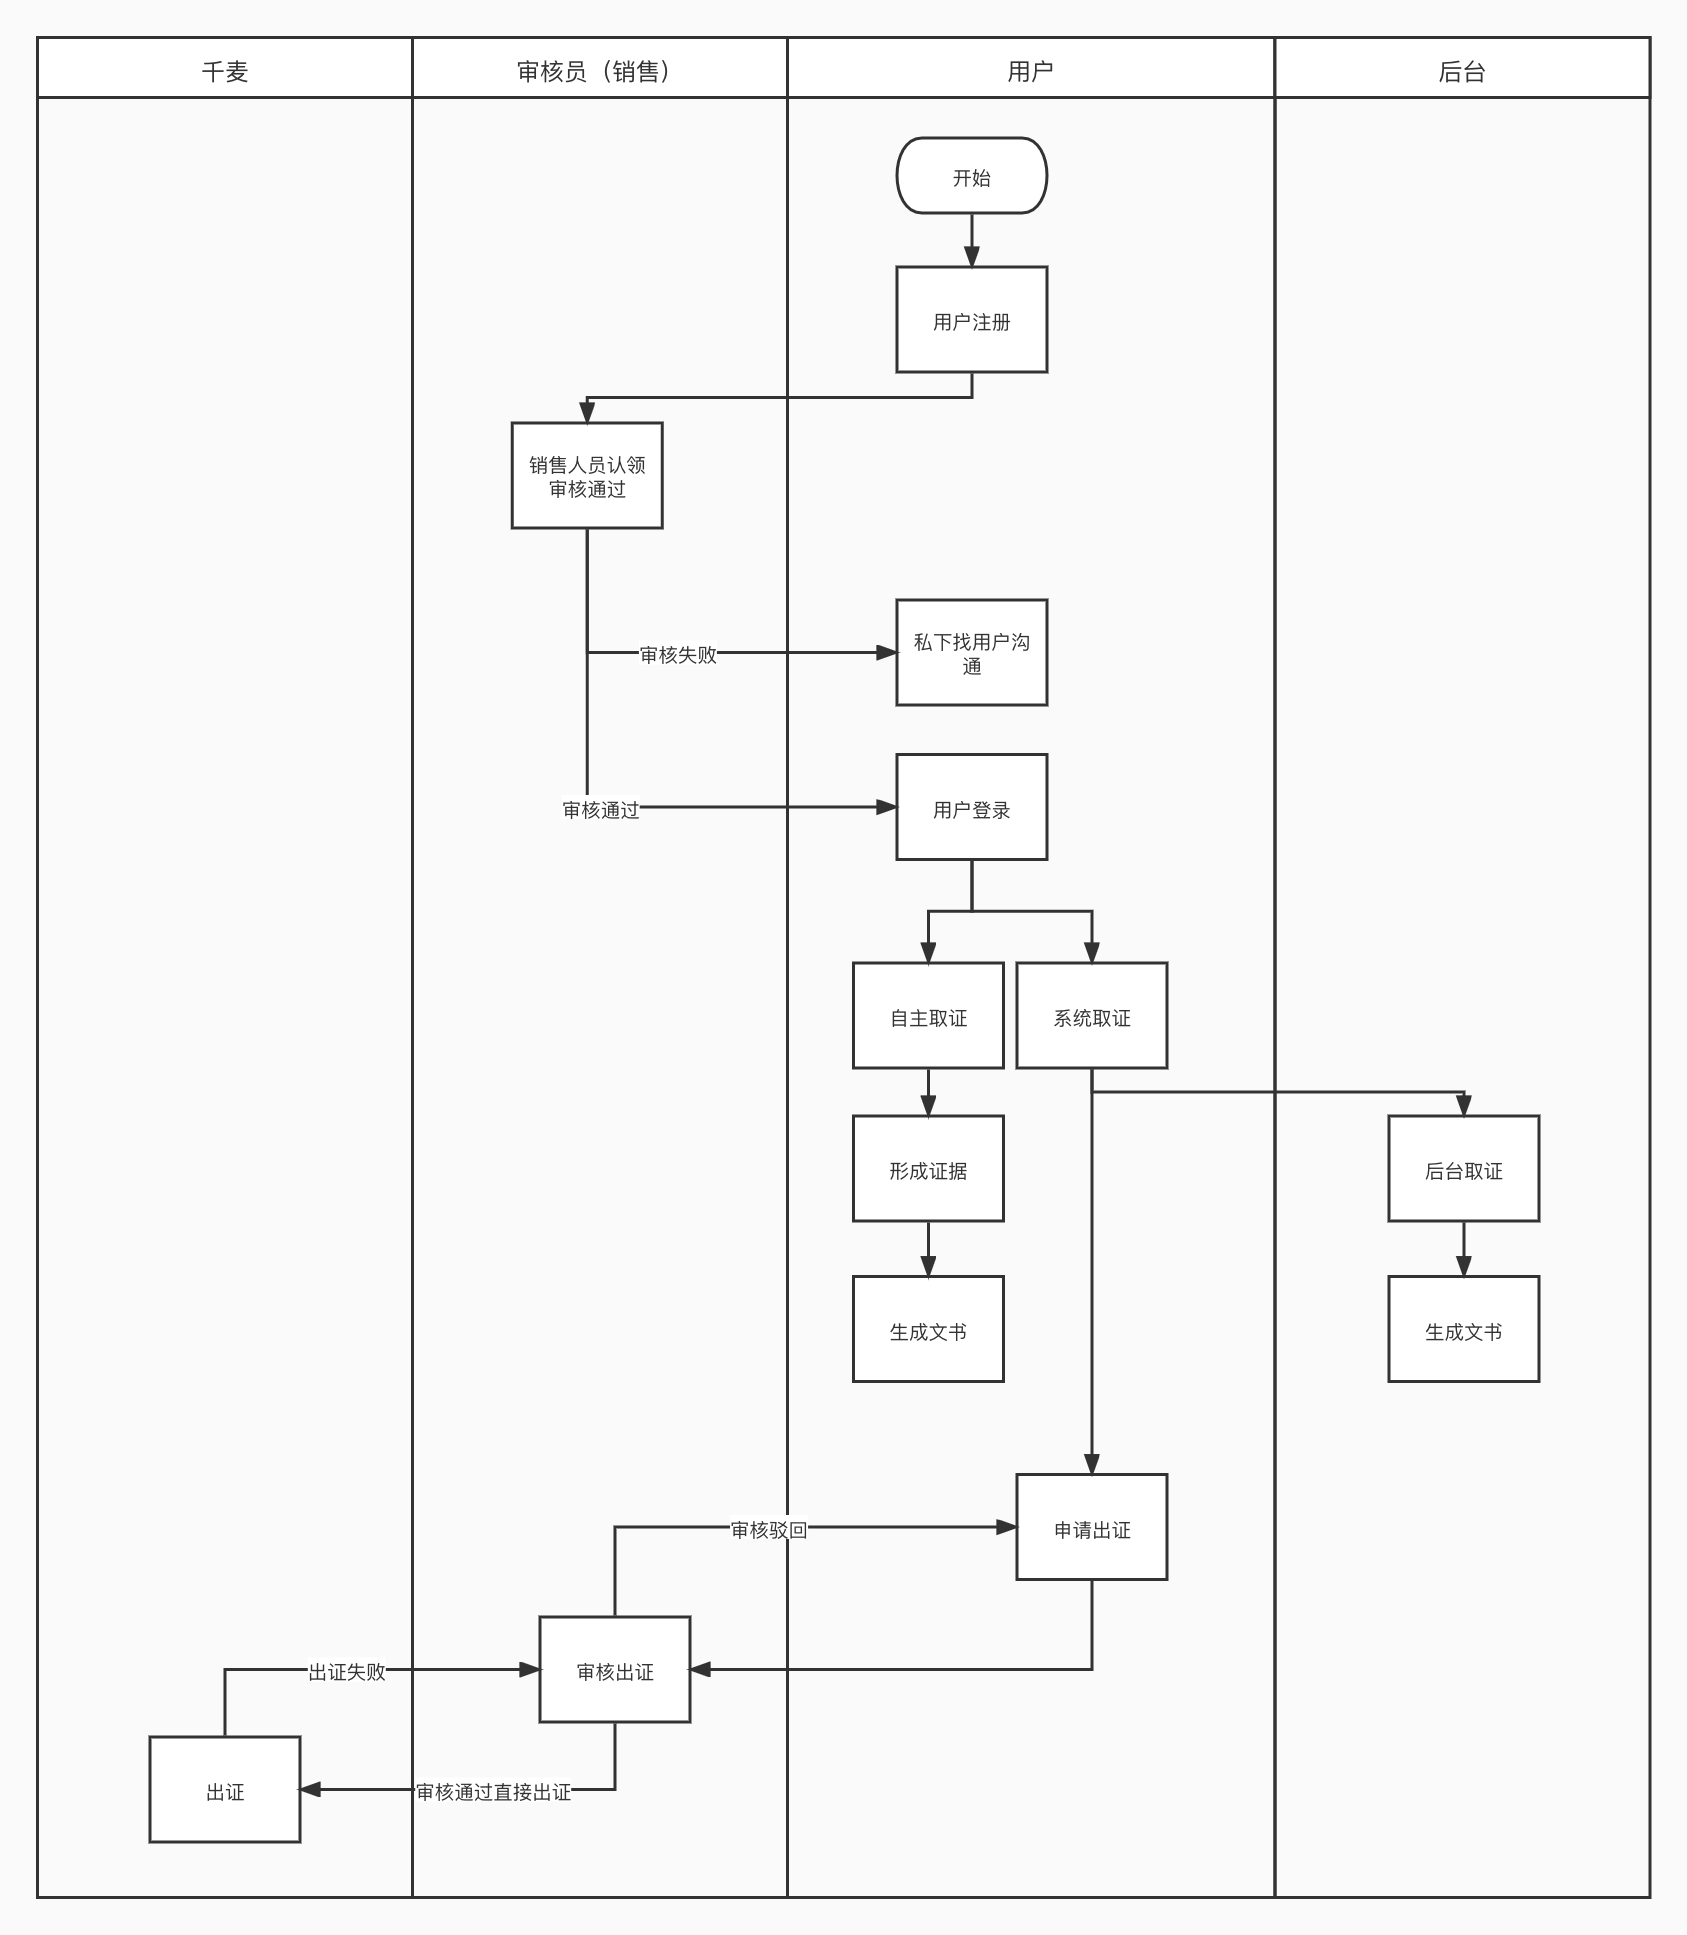 千麦
审核员（销售）
用户
后台
开始
用户注册
销售人员认领
审核通过
审核失败
私下找用户沟
通
审核通过
用户登录
自主取证
系统取证
形成证据
后台取证
生成文书
生成文书
审核驳回
申请出证
出证失败
审核出证
出证
审核通过直接出证